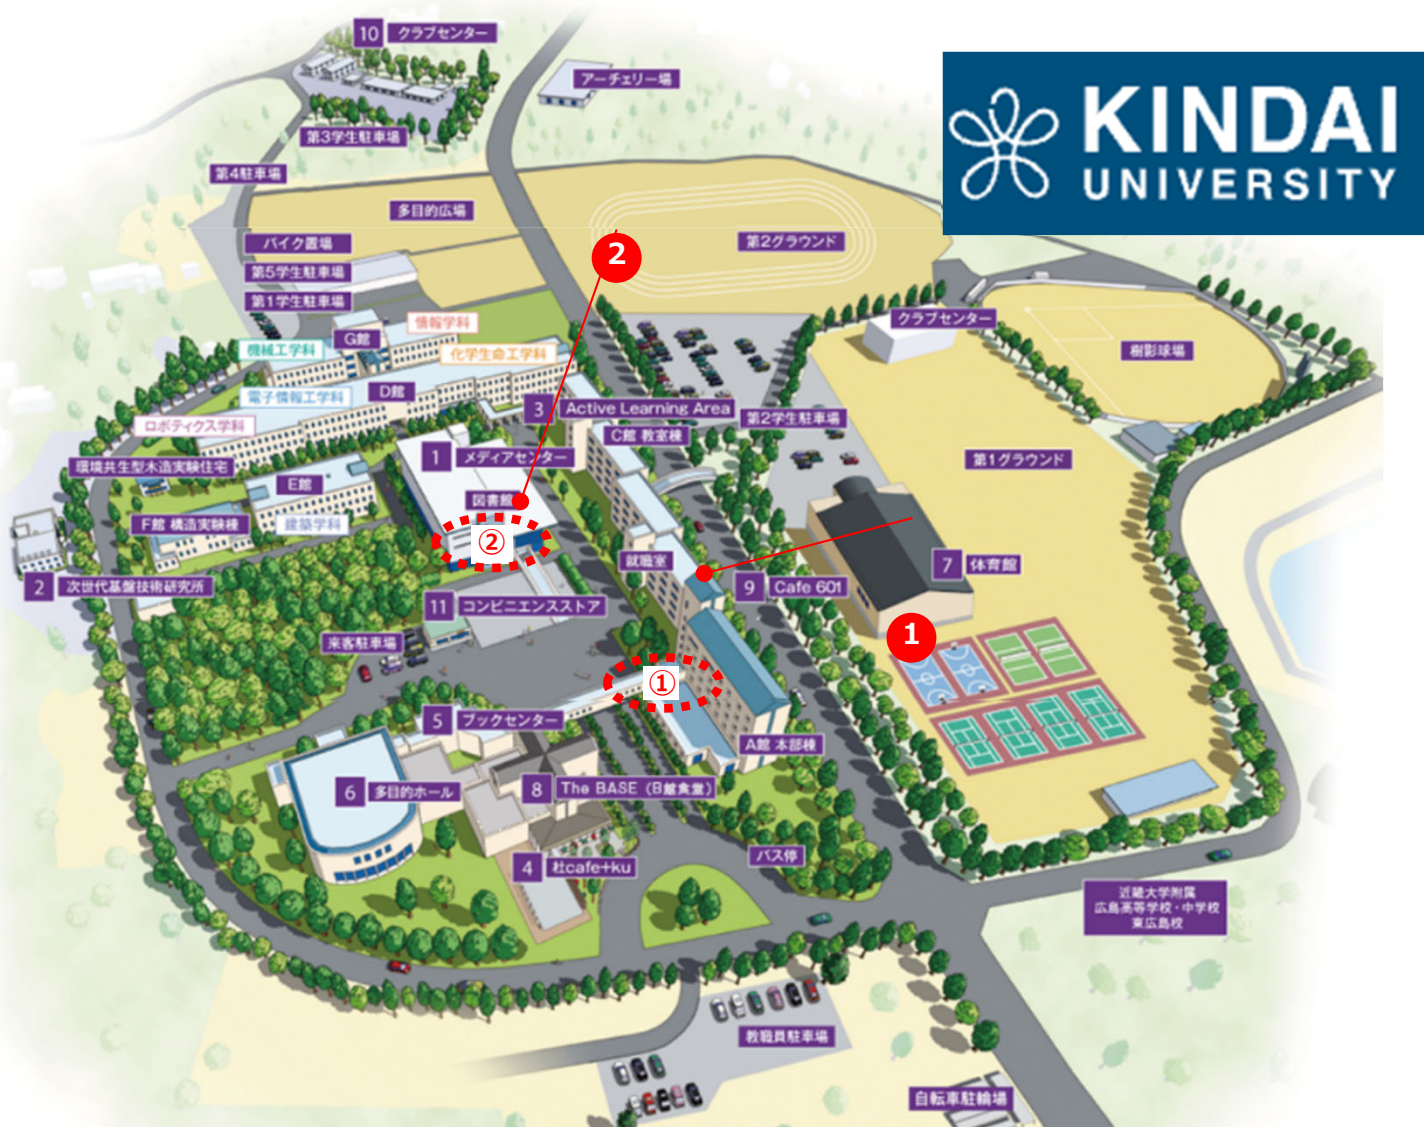 10 クラブセンター
アーチェリー場
KINDAI
UNIVERSITY
第3学生駐車場
第4駐車場
多目的広場
バイク置場
第2グラウンド
2
第5学生駐車場
第1学生駐車場
クラブセンター
情報学科
G館
機械工学科
化学生命工学科
樹影球場
D館
電子情報工学科
3 Active Learning Area
第2学生駐車場
ロボティクス学科
C館 教室棟
1 メディアセンター
第1グラウンド
環境共生型木造実験住宅
E館
図書館
F館 構造実験棟
建築学科
②
就職室
7 体育館
2 次世代基盤技術研究所
9 Cafe 601
11 コンビニエンスストア
1
来客駐車場
①
5 ブックセンター
A館 本部棟
6 多目的ホール
8 The BASE（B館食堂）
バス停
4 杜cafe+ku
近畿大学附属
広島高等学校・中学校
東広島校
教職員駐車場
自転車駐輪場